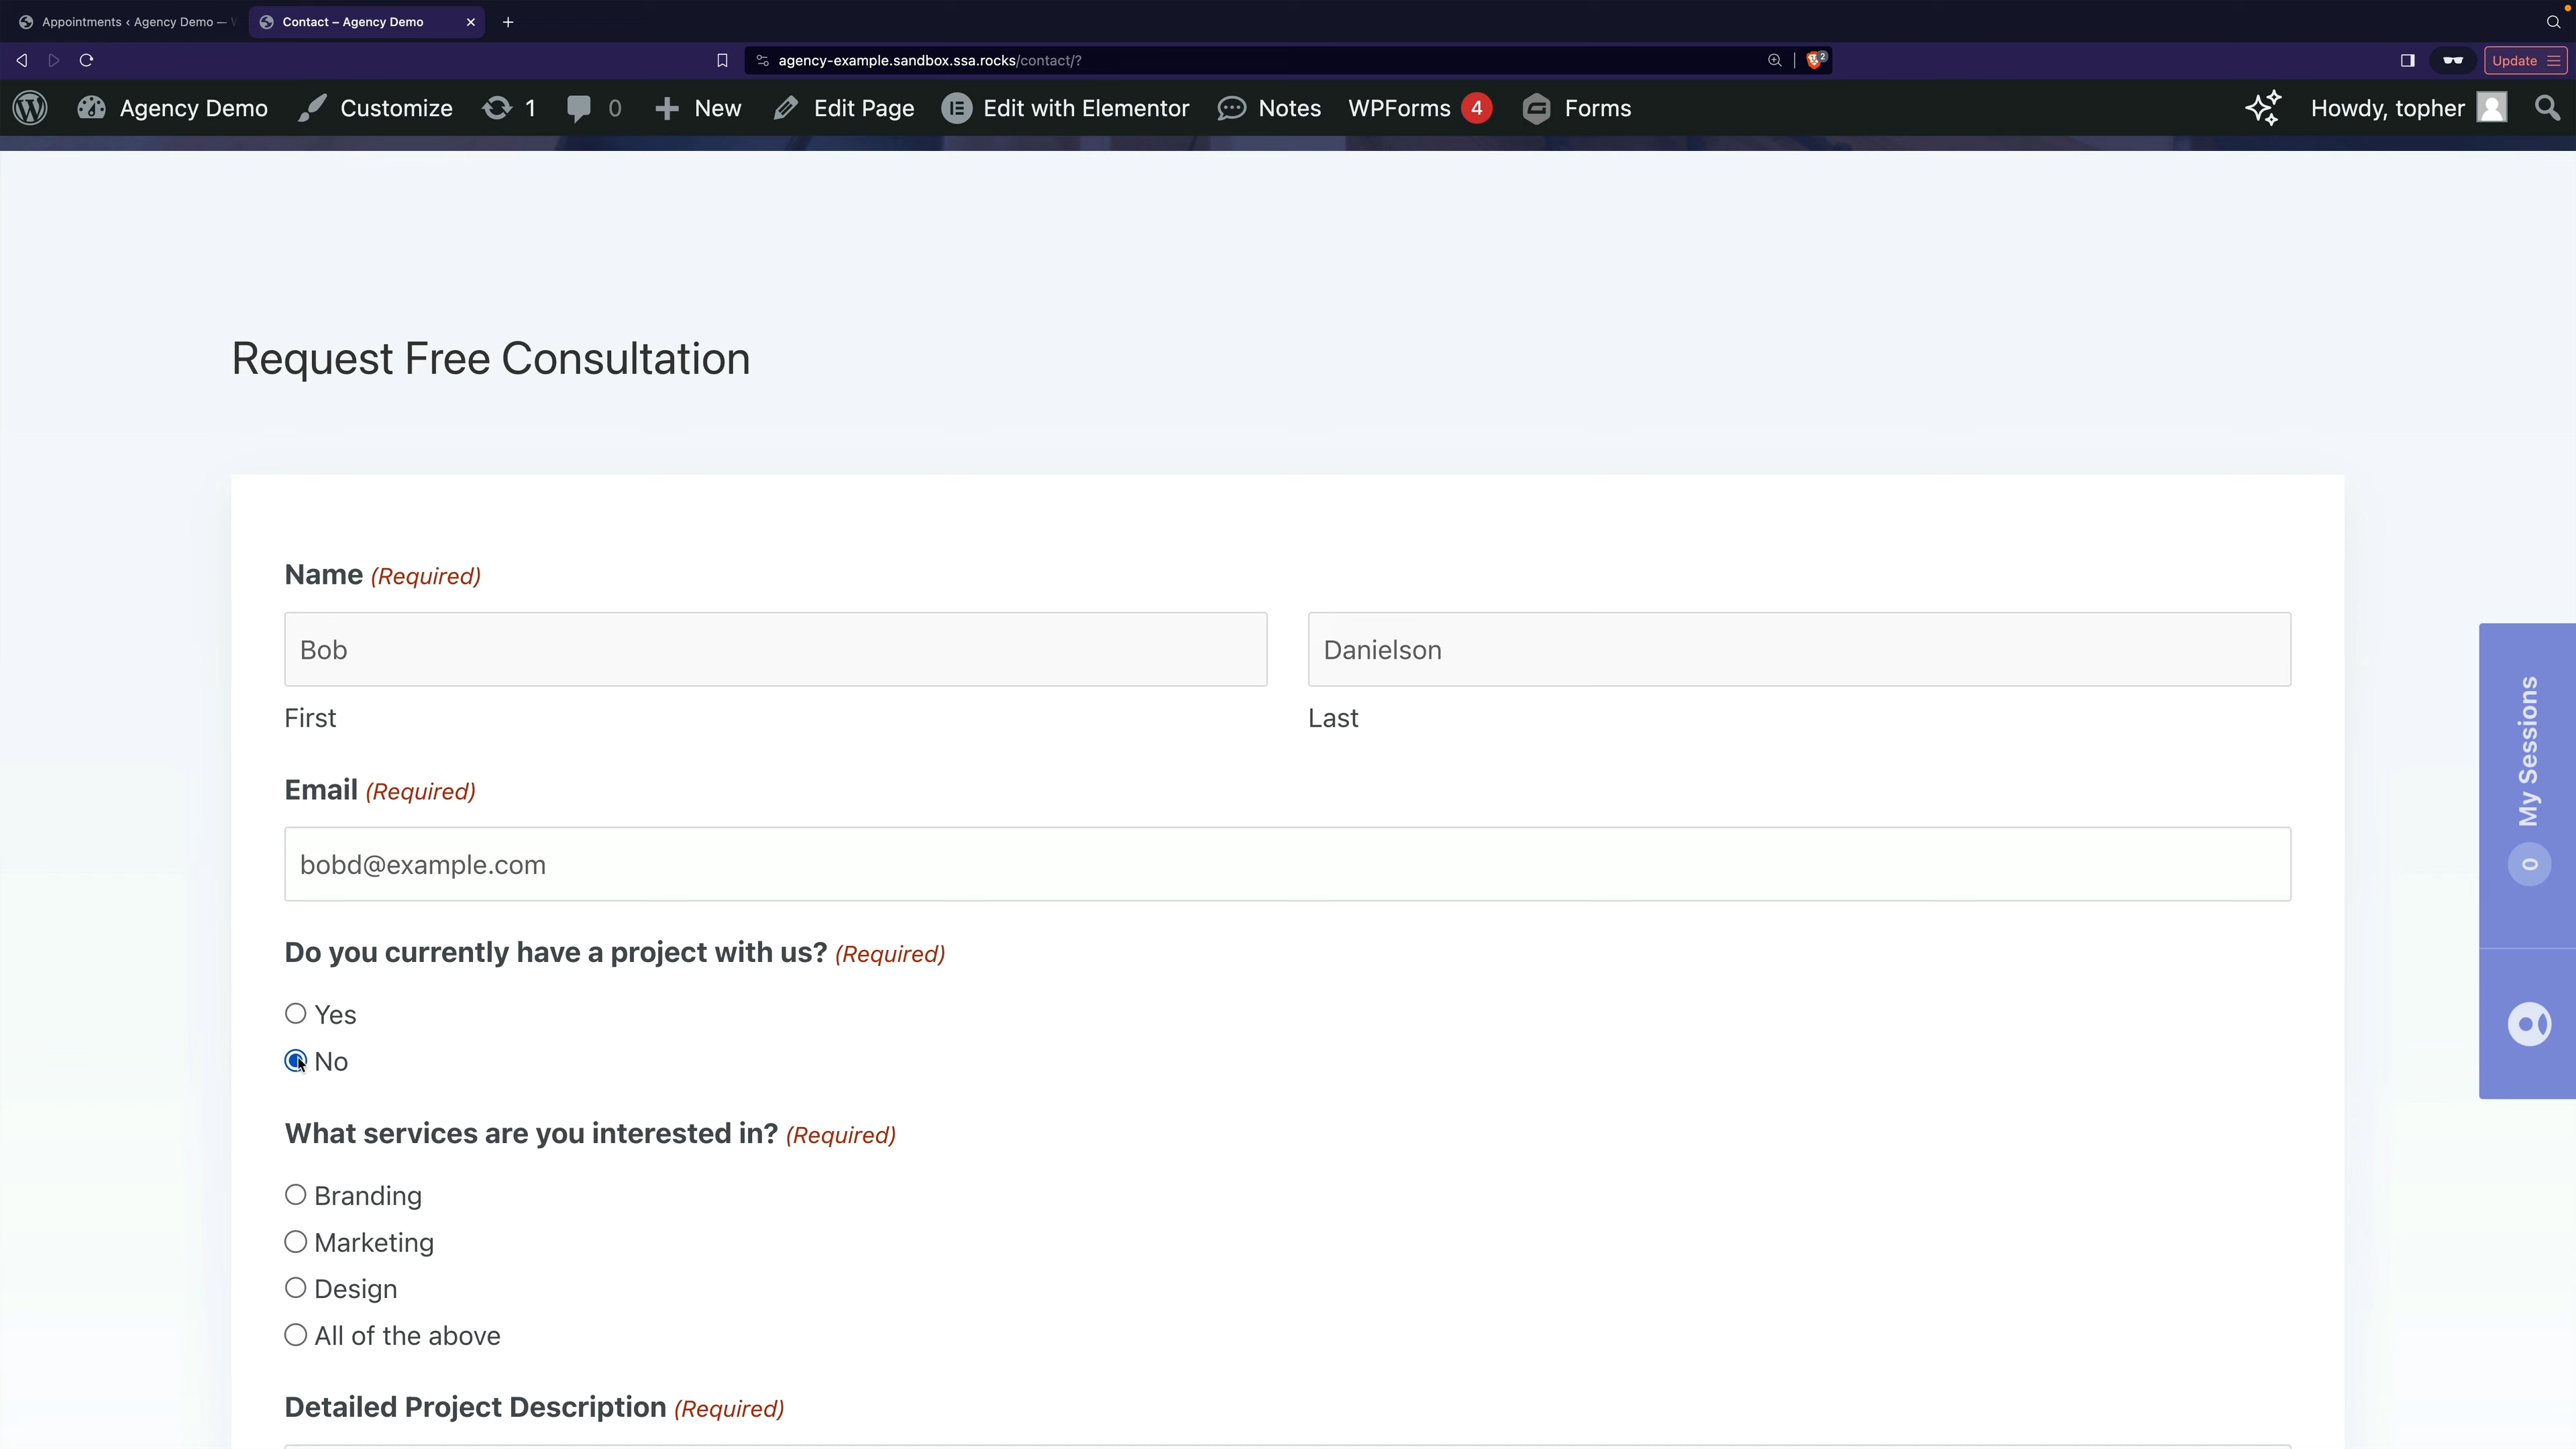 Appointments ‹ Agency Demo —
Contact – Agency Demo
agency-example.sandbox.ssa.rocks/contact/?
2
Update
Agency Demo
Customize
1
0
New
Edit Page
Edit with Elementor
Notes
WPForms 4
Forms
Howdy, topher
Request Free Consultation
Name (Required)
Bob
Danielson
First
Last
Email (Required)
bobd@example.com
Do you currently have a project with us? (Required)
Yes
No
What services are you interested in? (Required)
Branding
Marketing
Design
All of the above
Detailed Project Description (Required)
My Sessions
0